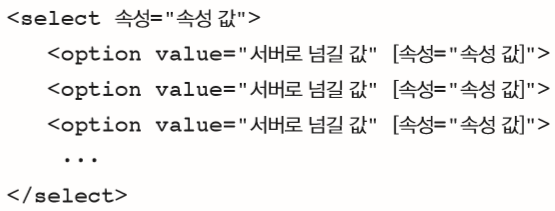 <select 속성="속성 값">
<option value="서버로 넘길 값" [속성="속성 값]">
<option value="서버로 넘길 값" [속성="속성 값]">
<option value="서버로 넘길 값" [속성="속성 값]">
...
</select>